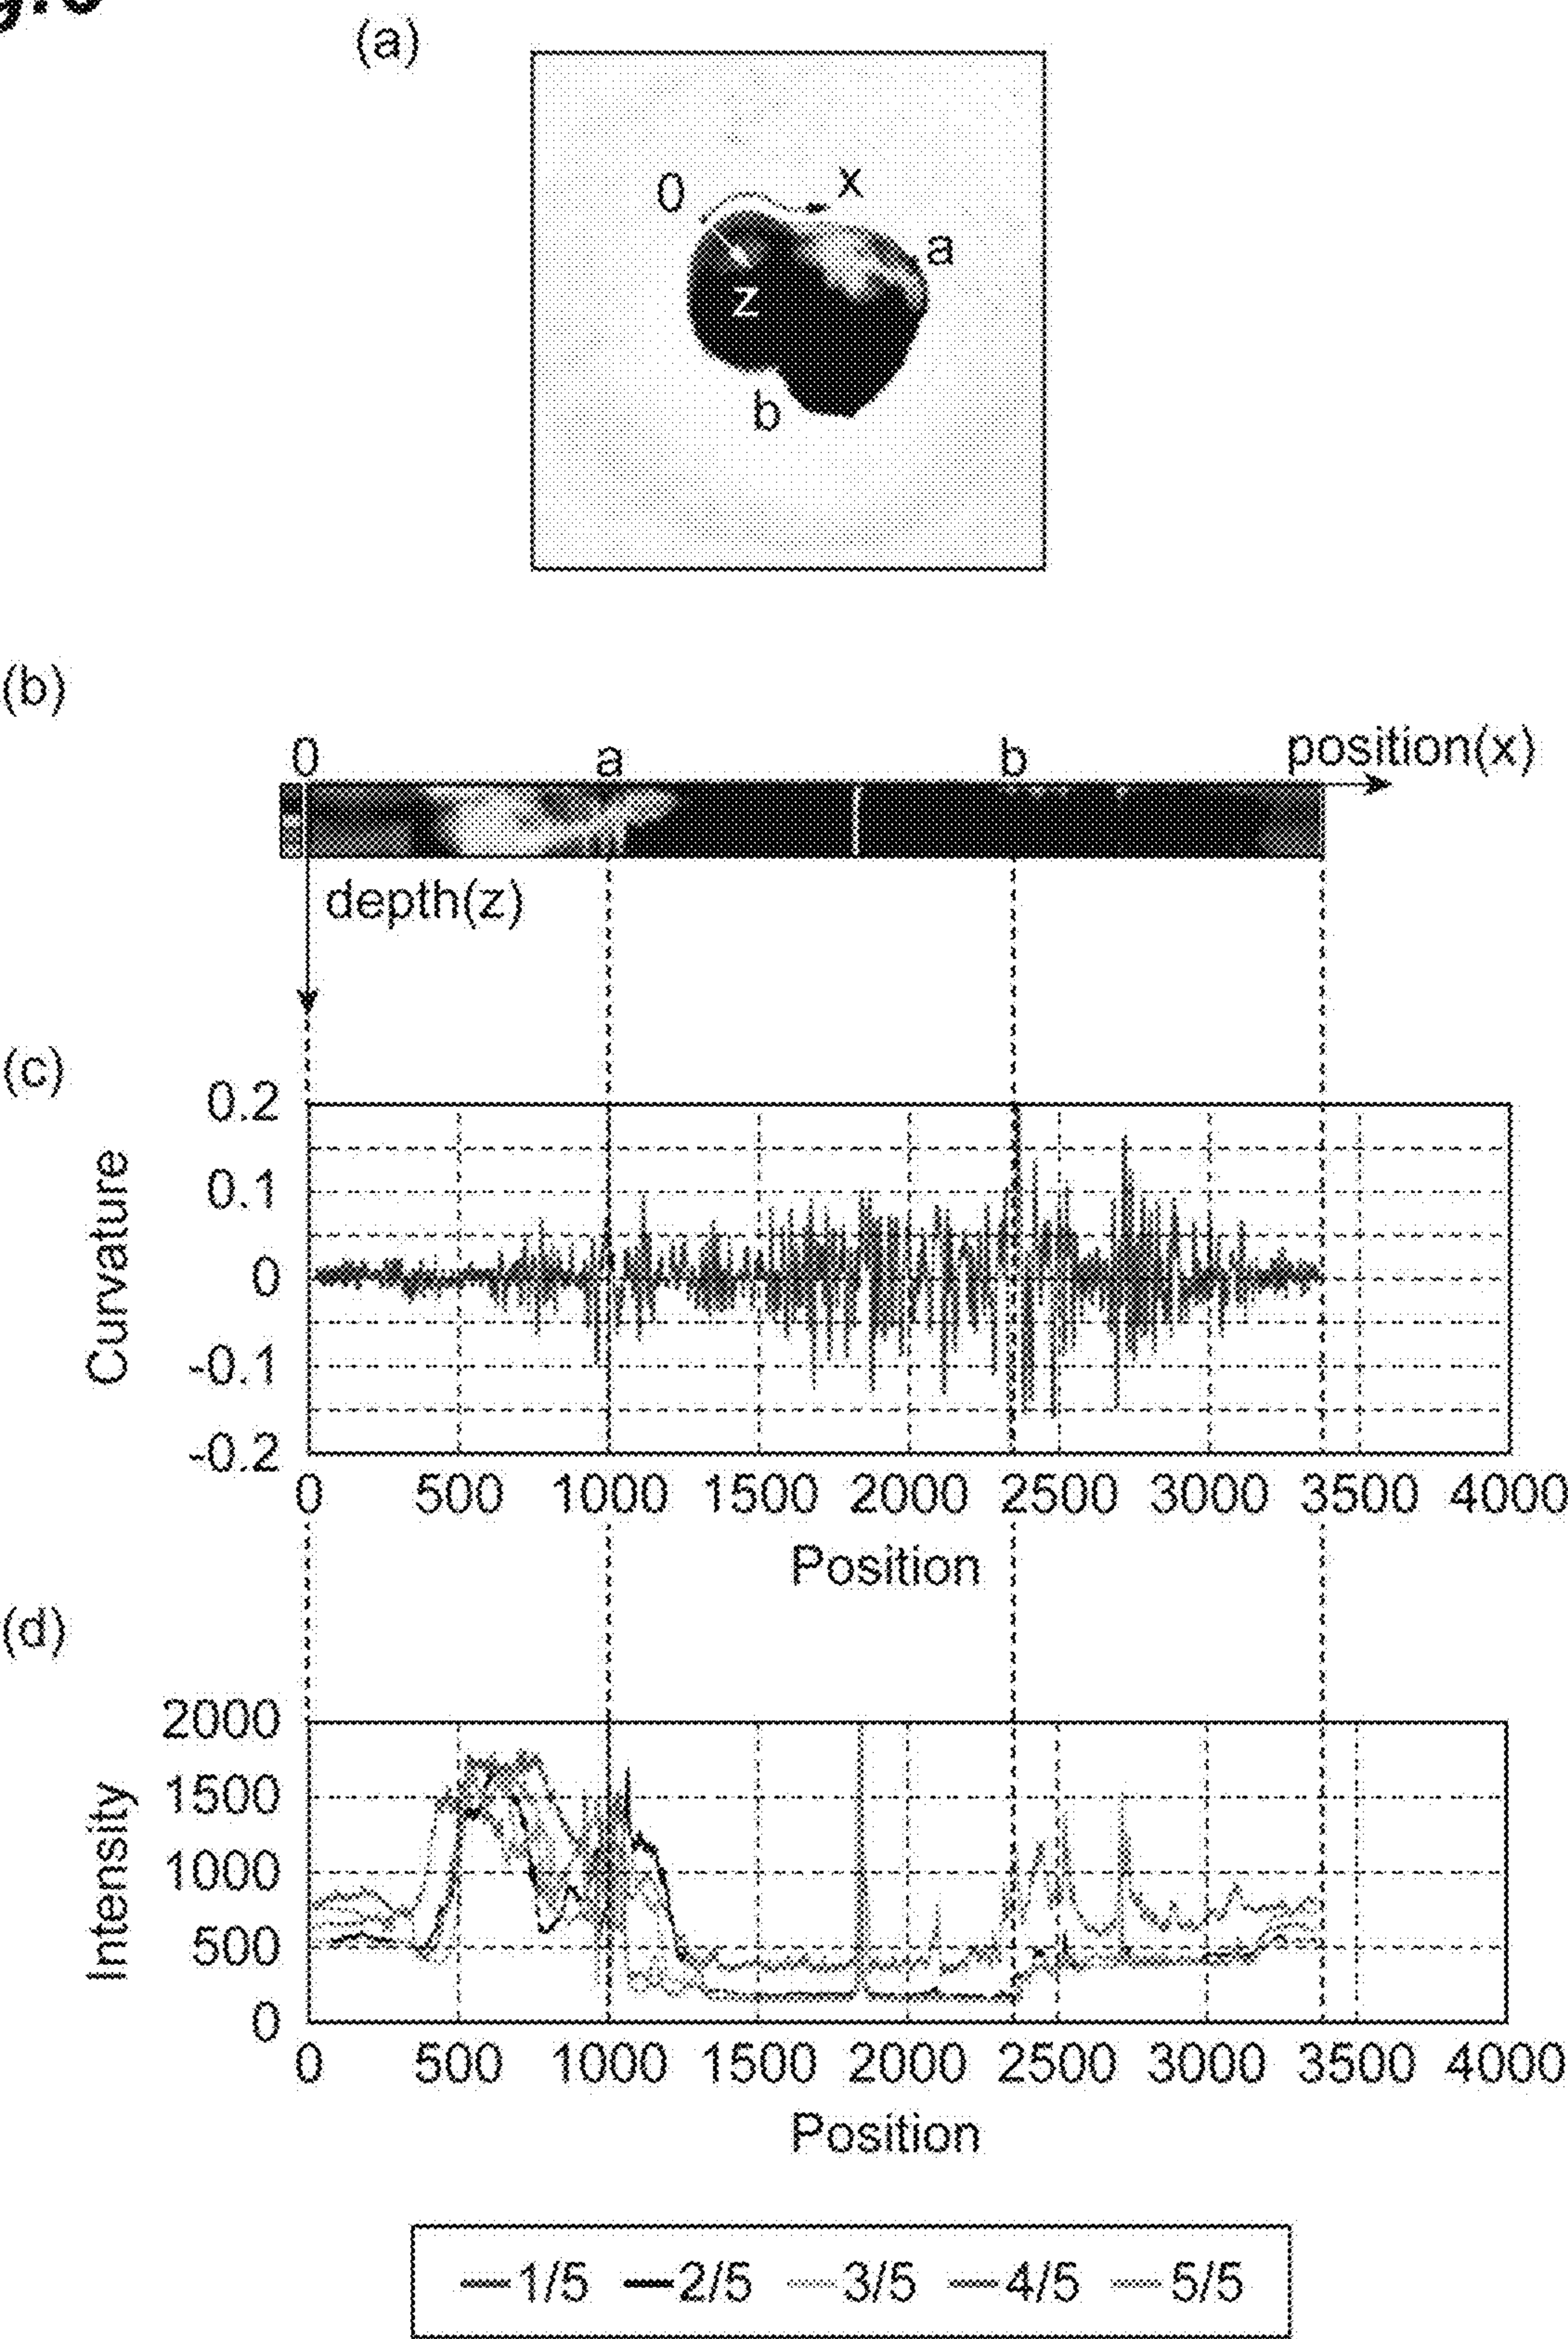 (a)
0 x
a
z
b
(b)
0 a b position(x)
depth(z)
(c)
0.2
0.1
0
-0.1
-0.2
Curvature
0 500 1000 1500 2000 2500 3000 3500 4000
Position
(d)
2000
1500
1000
500
0
Intensity
0 500 1000 1500 2000 2500 3000 3500 4000
Position
1/5 2/5 3/5 4/5 5/5